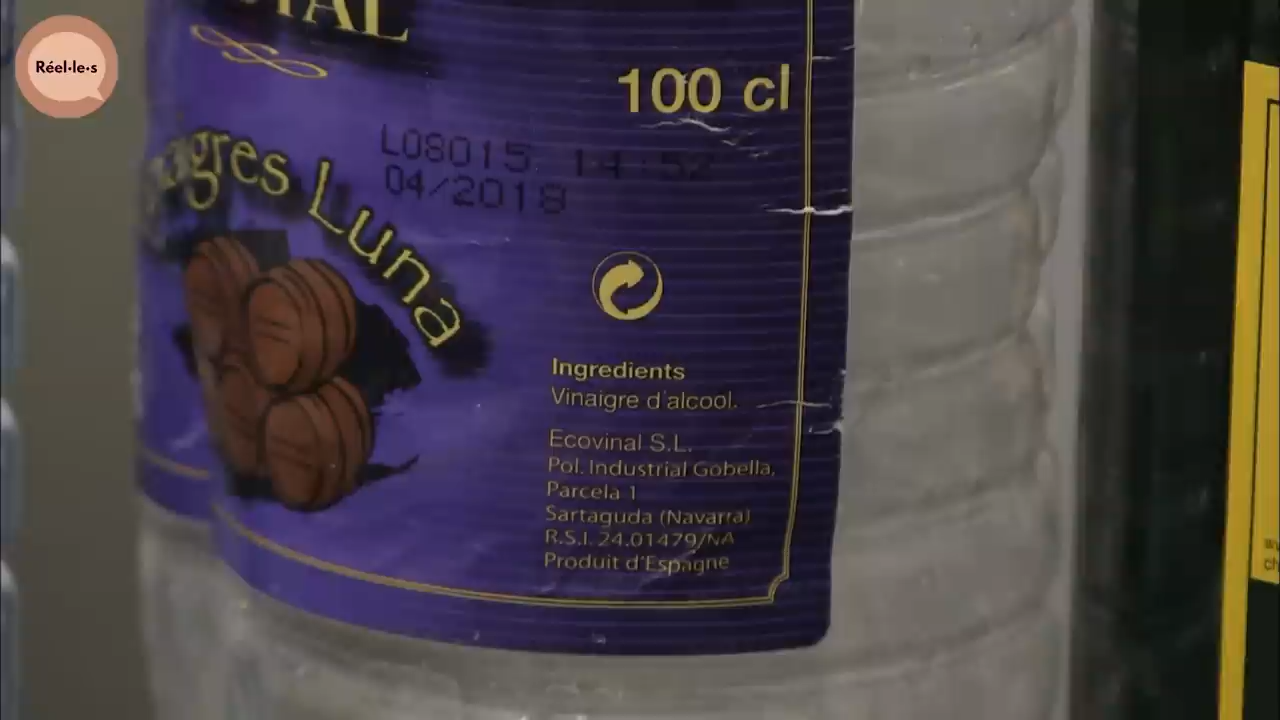 Réel·le·s
100 cl
L08015. 14:52
04/2018
Luna
Ingredients
Vinaigre d'alcool.
Ecovinal S.L.
Pol. Industrial Gobella,
Parcela 1
Sartaguda (Navarra)
R.S.I. 24.01479/NA
Produit d'Espagne